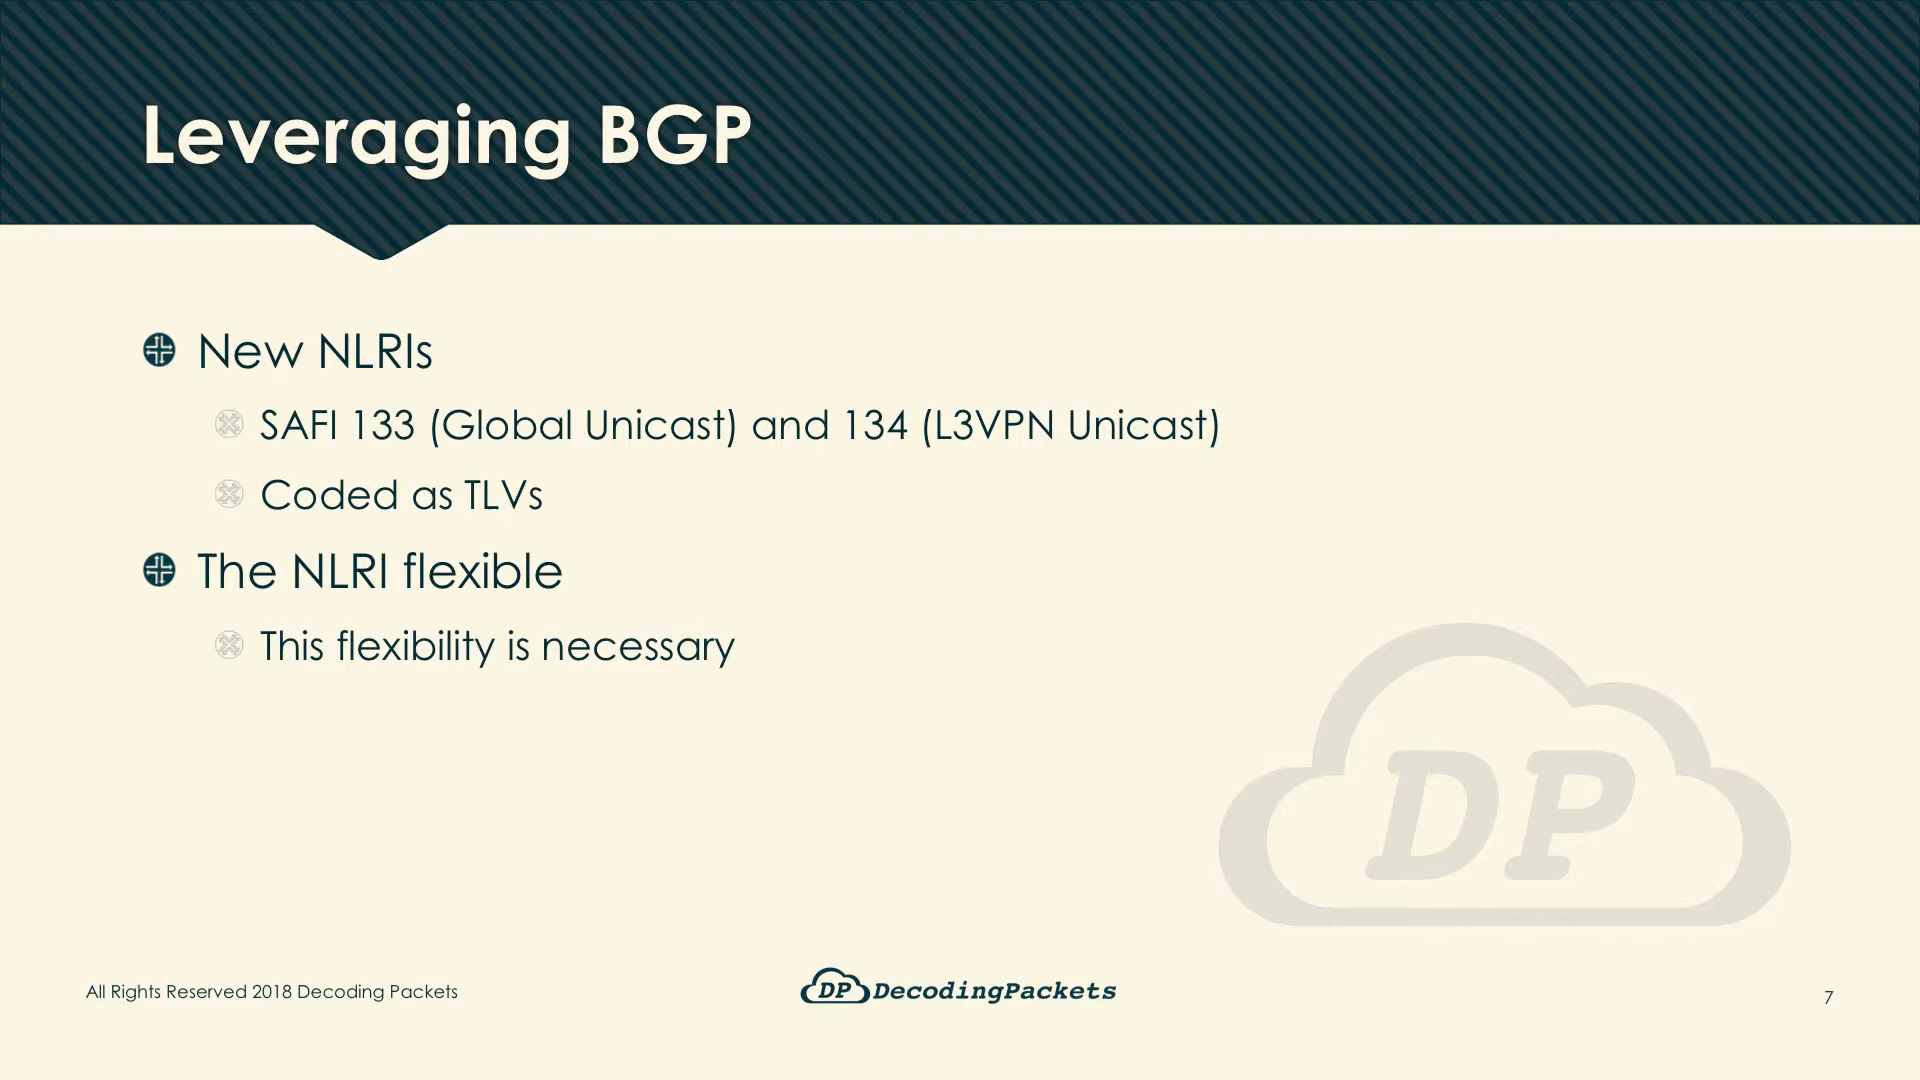 Leveraging BGP
New NLRIs
SAFI 133 (Global Unicast) and 134 (L3VPN Unicast)
Coded as TLVs
The NLRI flexible
This flexibility is necessary
DP
All Rights Reserved 2018 Decoding Packets
DP DecodingPackets
7